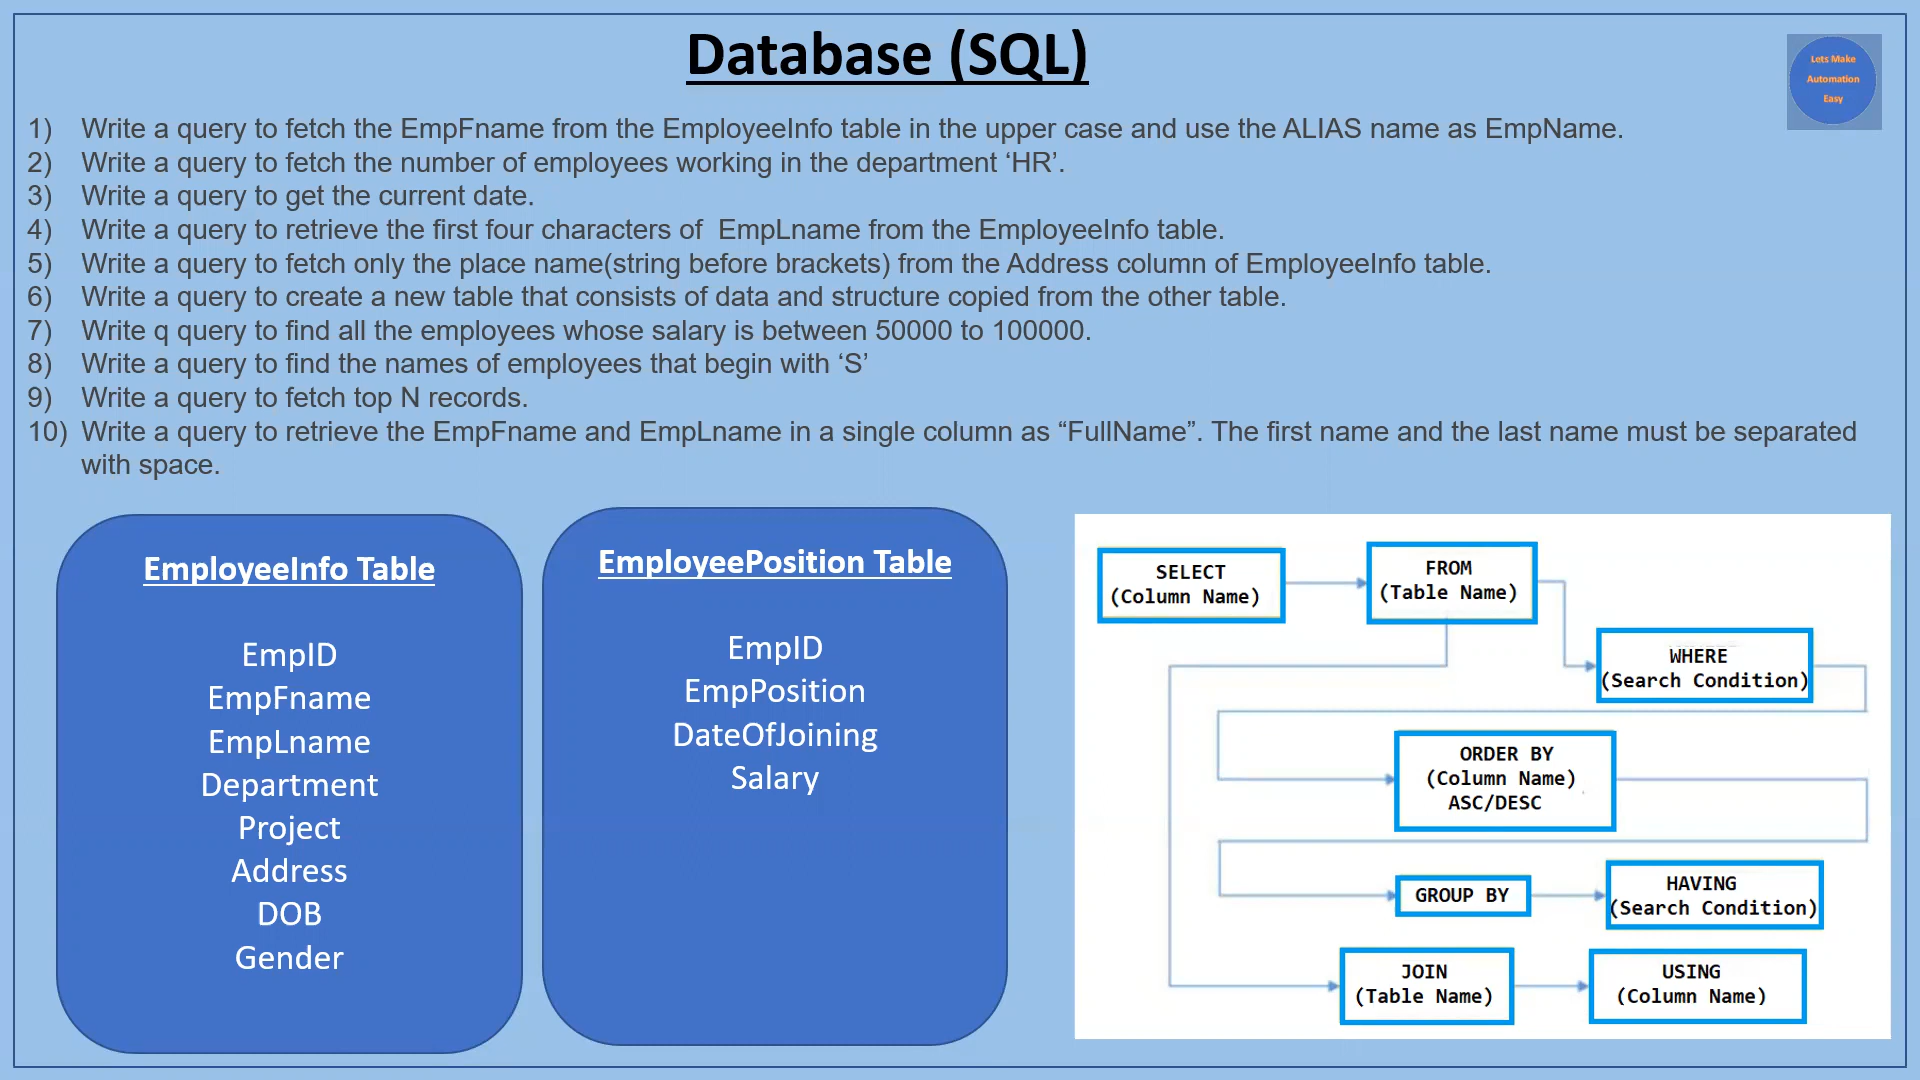 Database (SQL)
Lets Make
Automation
Easy
1) Write a query to fetch the EmpFname from the EmployeeInfo table in the upper case and use the ALIAS name as EmpName.
2) Write a query to fetch the number of employees working in the department ‘HR’.
3) Write a query to get the current date.
4) Write a query to retrieve the first four characters of  EmpLname from the EmployeeInfo table.
5) Write a query to fetch only the place name(string before brackets) from the Address column of EmployeeInfo table.
6) Write a query to create a new table that consists of data and structure copied from the other table.
7) Write q query to find all the employees whose salary is between 50000 to 100000.
8) Write a query to find the names of employees that begin with ‘S’
9) Write a query to fetch top N records.
10) Write a query to retrieve the EmpFname and EmpLname in a single column as “FullName”. The first name and the last name must be separated
with space.
EmployeeInfo Table
EmpID
EmpFname
EmpLname
Department
Project
Address
DOB
Gender
EmployeePosition Table
EmpID
EmpPosition
DateOfJoining
Salary
SELECT
(Column Name)
FROM
(Table Name)
WHERE
(Search Condition)
ORDER BY
(Column Name)
ASC/DESC
GROUP BY
HAVING
(Search Condition)
JOIN
(Table Name)
USING
(Column Name)